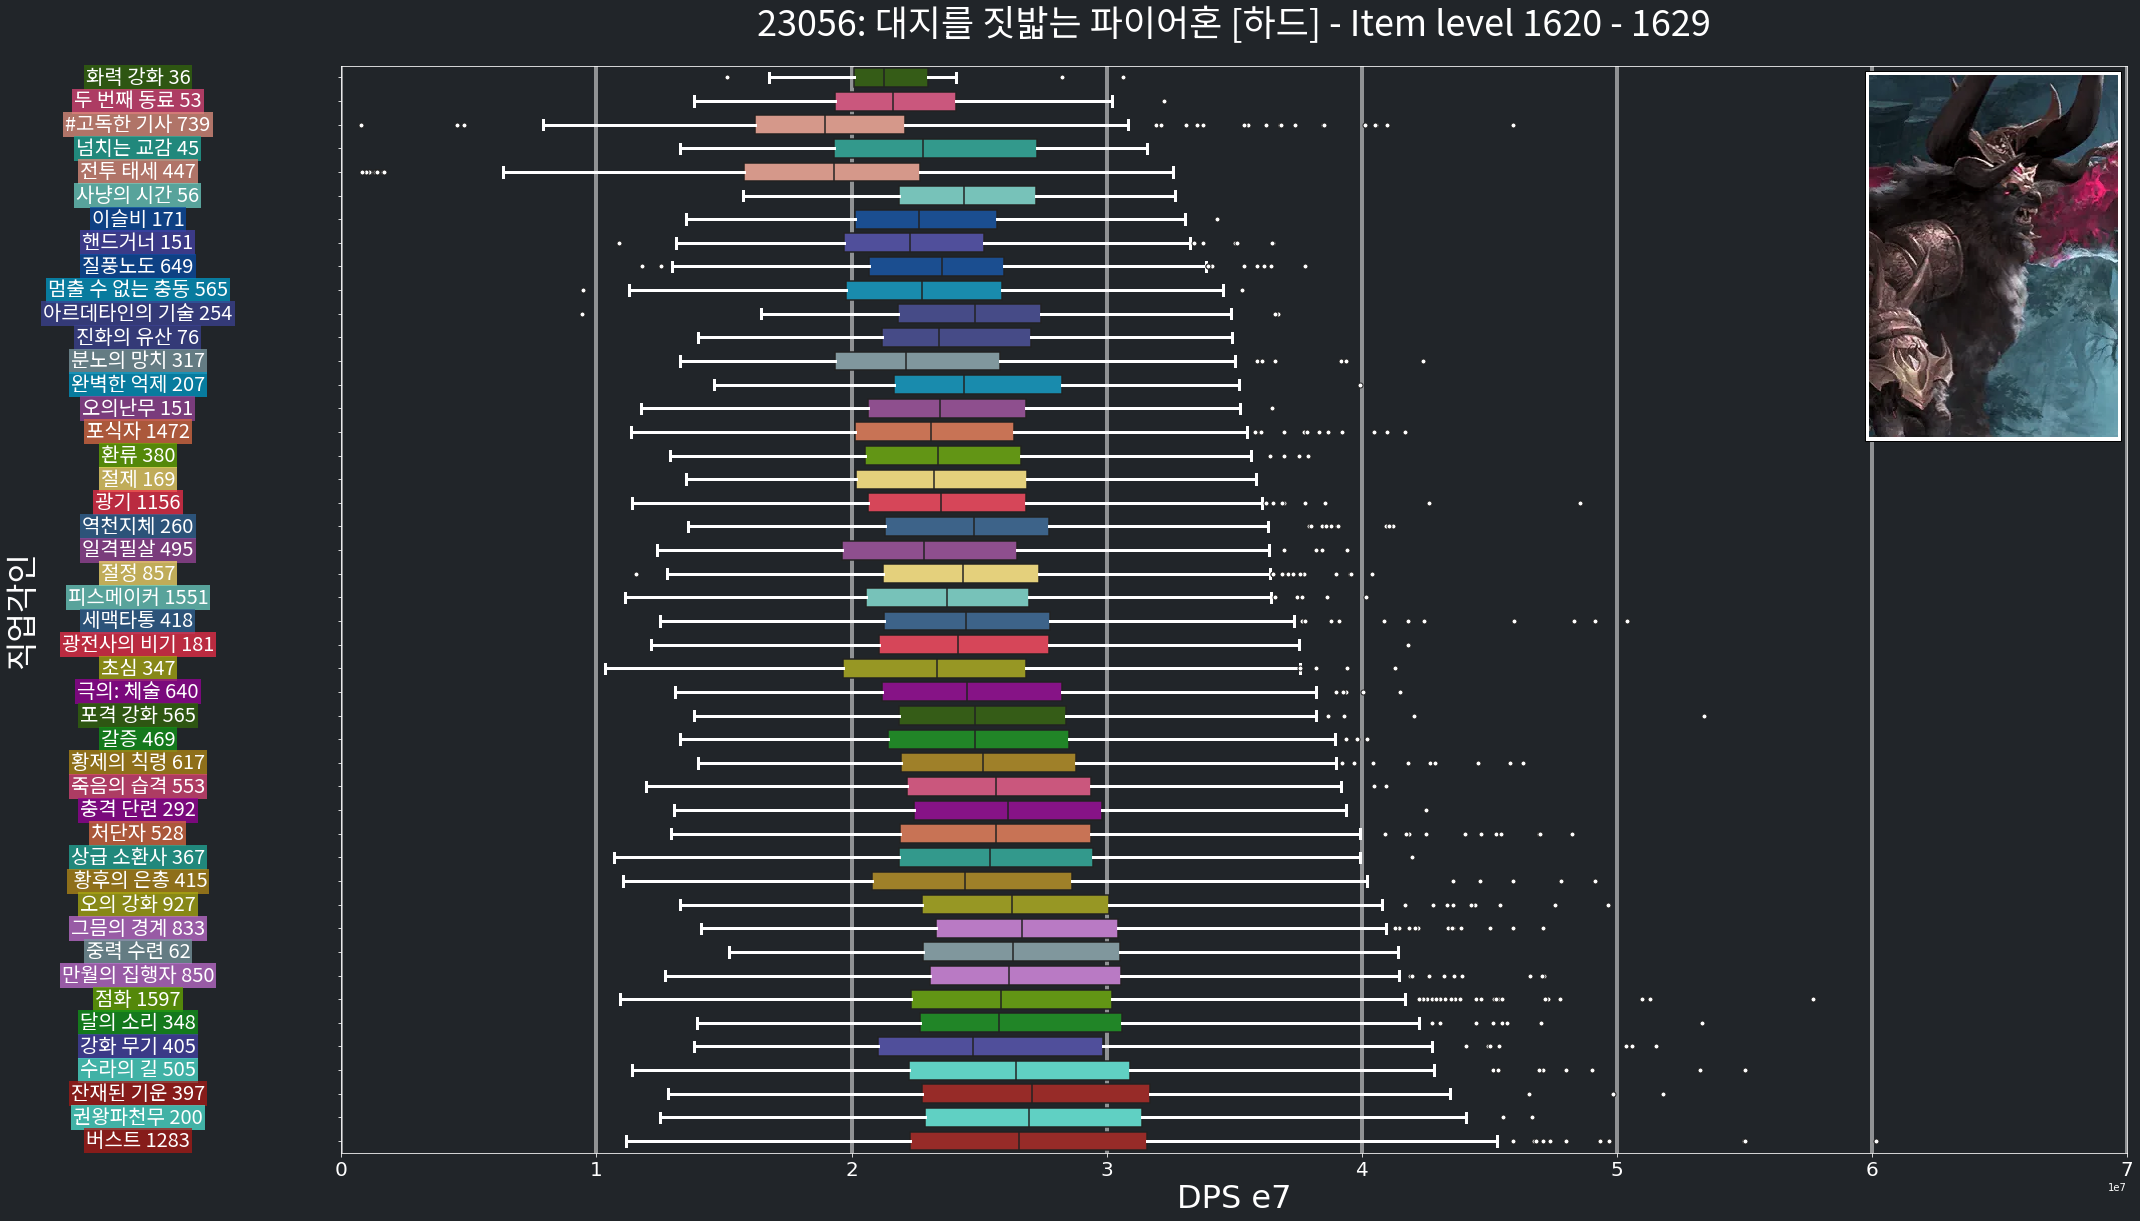 23056: 대지를 짓밟는 파이어혼 [하드] - Item level 1620 - 1629
화력 강화 36
두 번째 동료 53
#고독한 기사 739
넘치는 교감 45
전투 태세 447
사냥의 시간 56
이슬비 171
핸드거너 151
질풍노도 649
멈출 수 없는 충동 565
아르데타인의 기술 254
진화의 유산 76
분노의 망치 317
완벽한 억제 207
오의난무 151
포식자 1472
환류 380
절제 169
광기 1156
역천지체 260
일격필살 495
절정 857
피스메이커 1551
세맥타통 418
광전사의 비기 181
초심 347
극의: 체술 640
포격 강화 565
갈증 469
황제의 칙령 617
죽음의 습격 553
충격 단련 292
처단자 528
상급 소환사 367
황후의 은총 415
오의 강화 927
그믐의 경계 833
중력 수련 62
만월의 집행자 850
점화 1597
달의 소리 348
강화 무기 405
수라의 길 505
잔재된 기운 397
권왕파천무 200
버스트 1283
직업각인
0 1 2 3 4 5 6 7
1e7
DPS e7